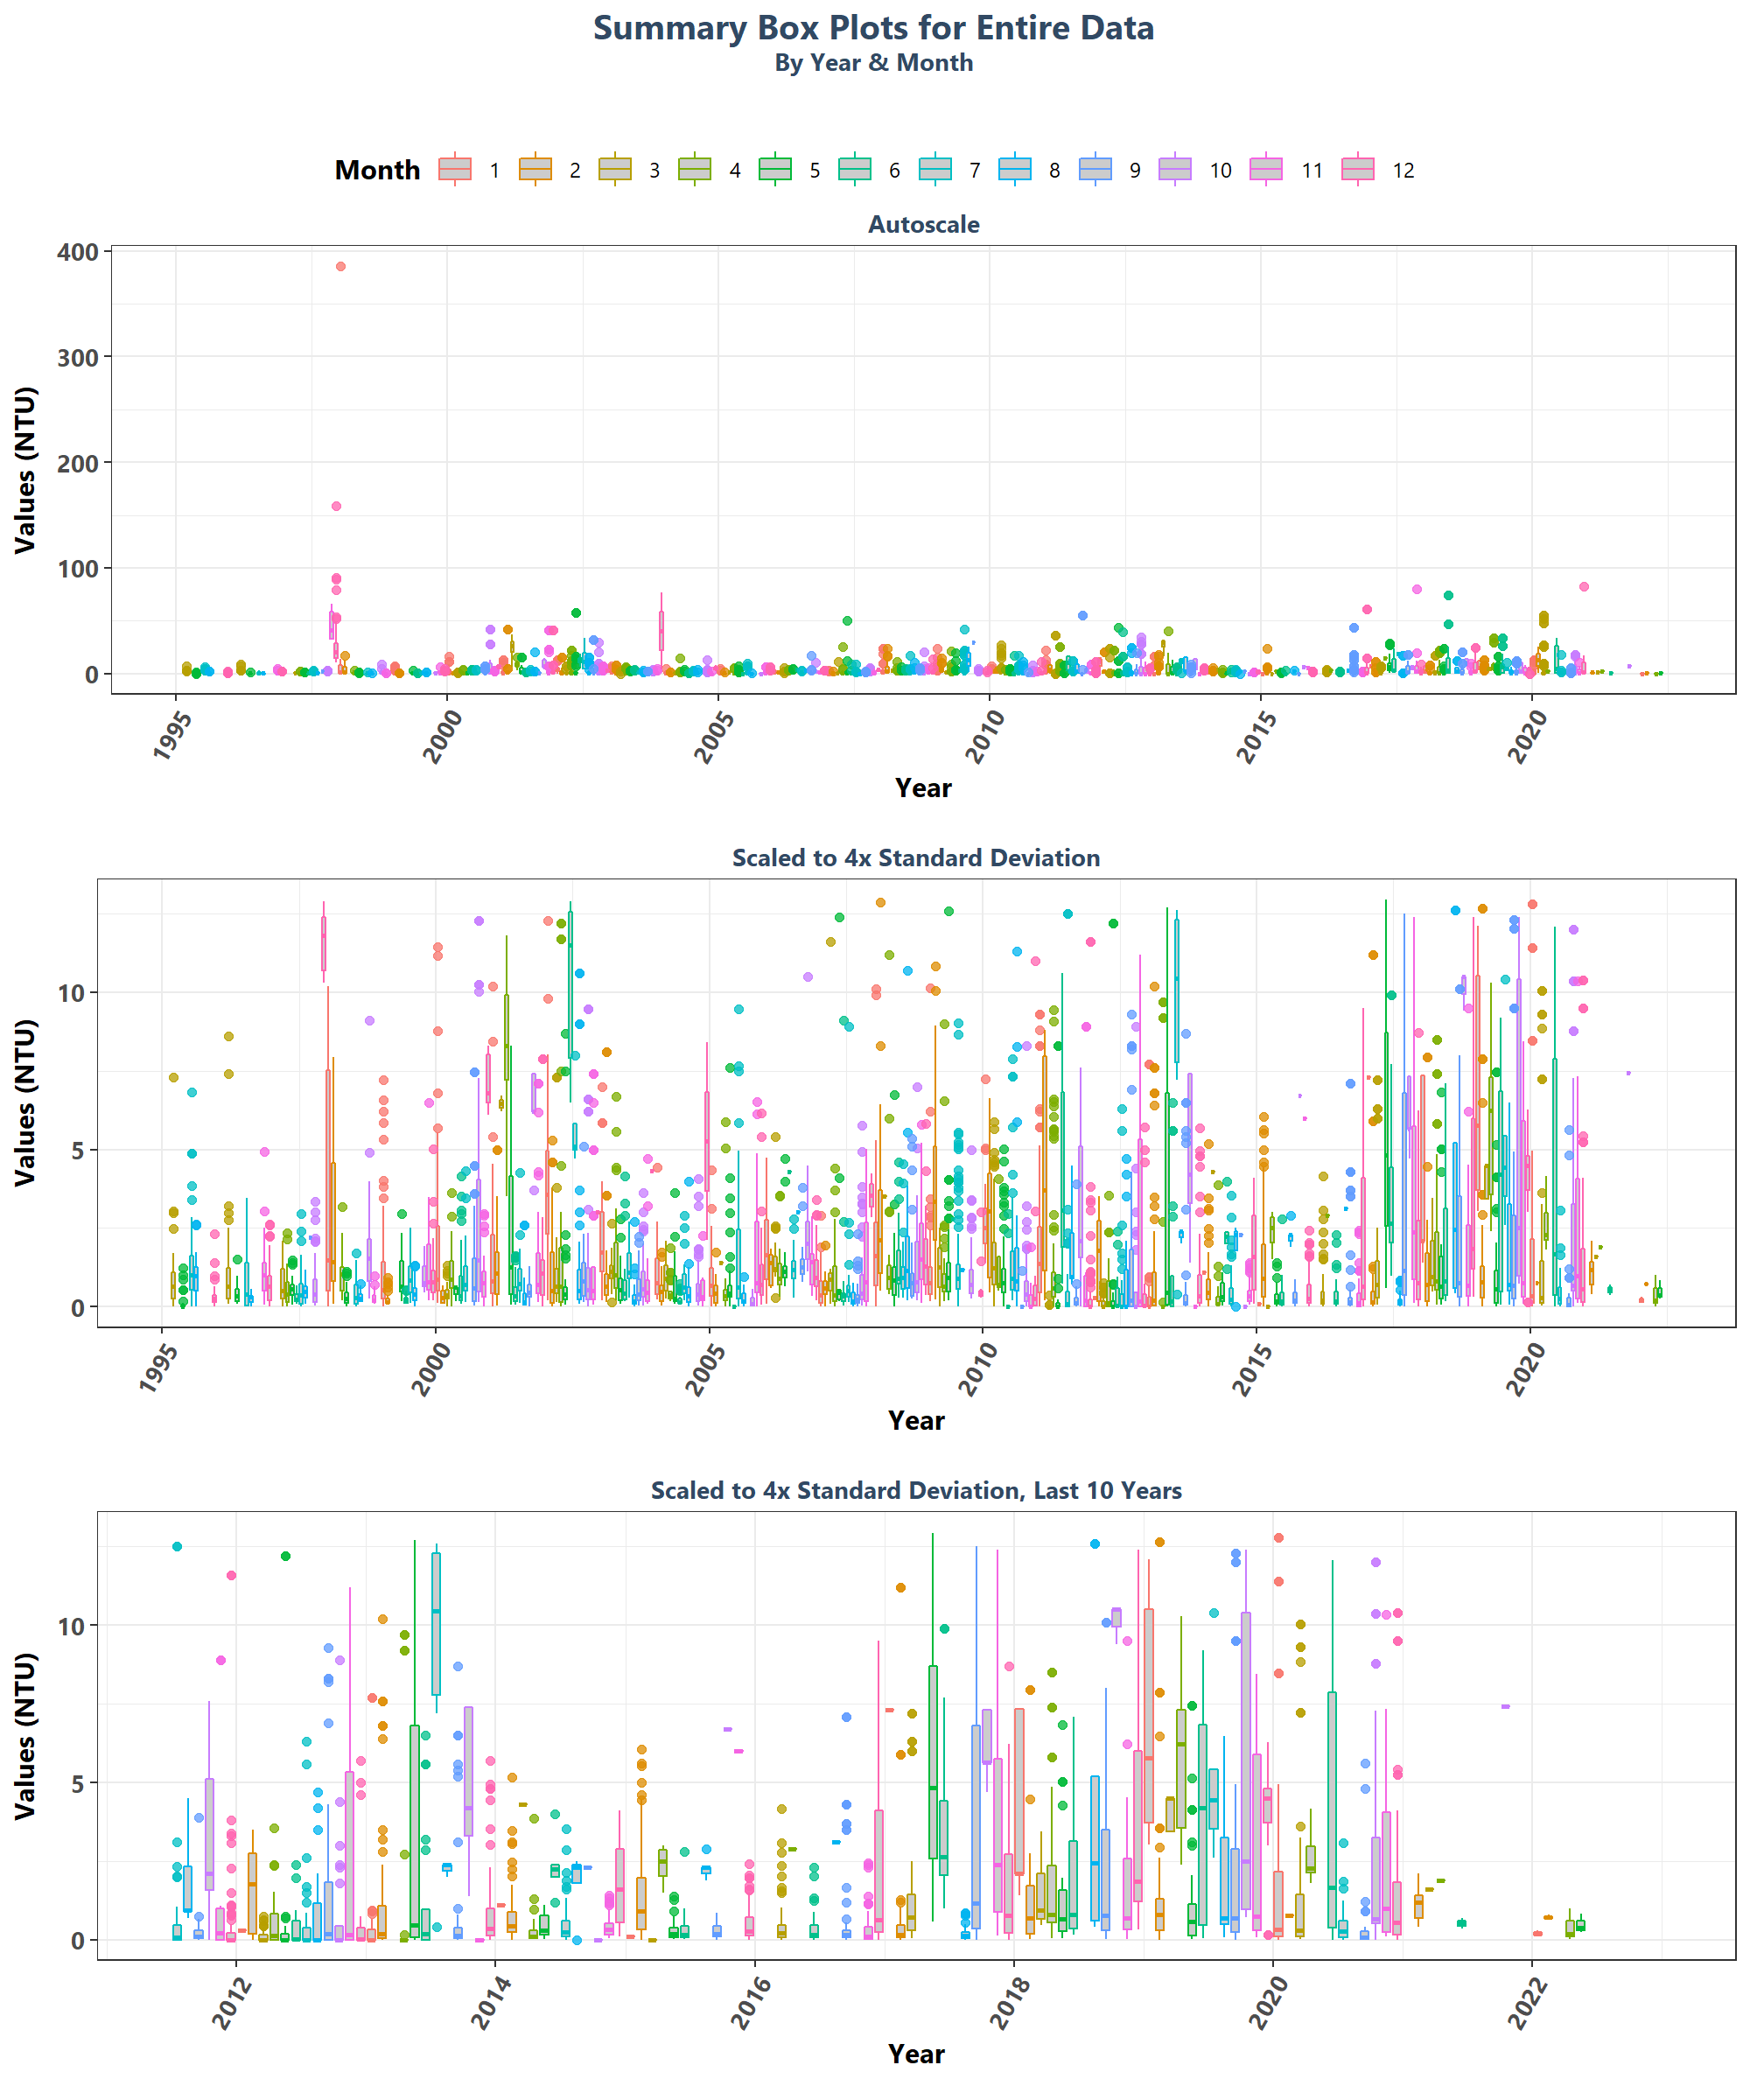 Summary Box Plots for Entire Data
By Year & Month
Month 1 2 3 4 5 6 7 8 9 10 11 12
Autoscale
Values (NTU)
400
300
200
100
0
1995 2000 2005 2010 2015 2020
Year
Scaled to 4x Standard Deviation
Values (NTU)
10
5
0
1995 2000 2005 2010 2015 2020
Year
Scaled to 4x Standard Deviation, Last 10 Years
Values (NTU)
10
5
0
2012 2014 2016 2018 2020 2022
Year